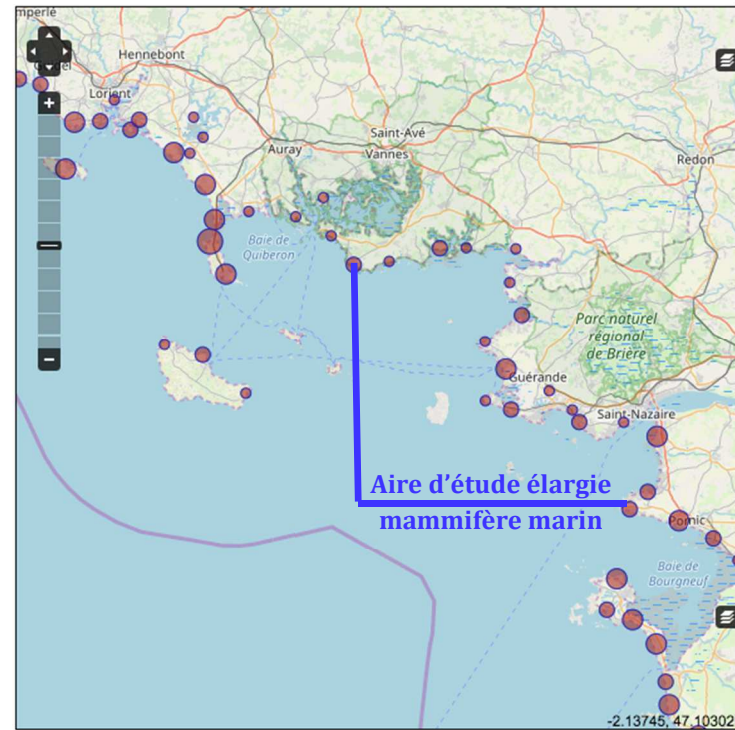 Hennebont
Lorient
Saint-Avé
Auray
Vannes
Redon
Baie de
Quiberon
Parc naturel
régional
de Brière
Guérande
Saint-Nazaire
Aire d’étude élargie
mammifère marin
Pornic
Baie de
Bourgneuf
-2.13745, 47.10302